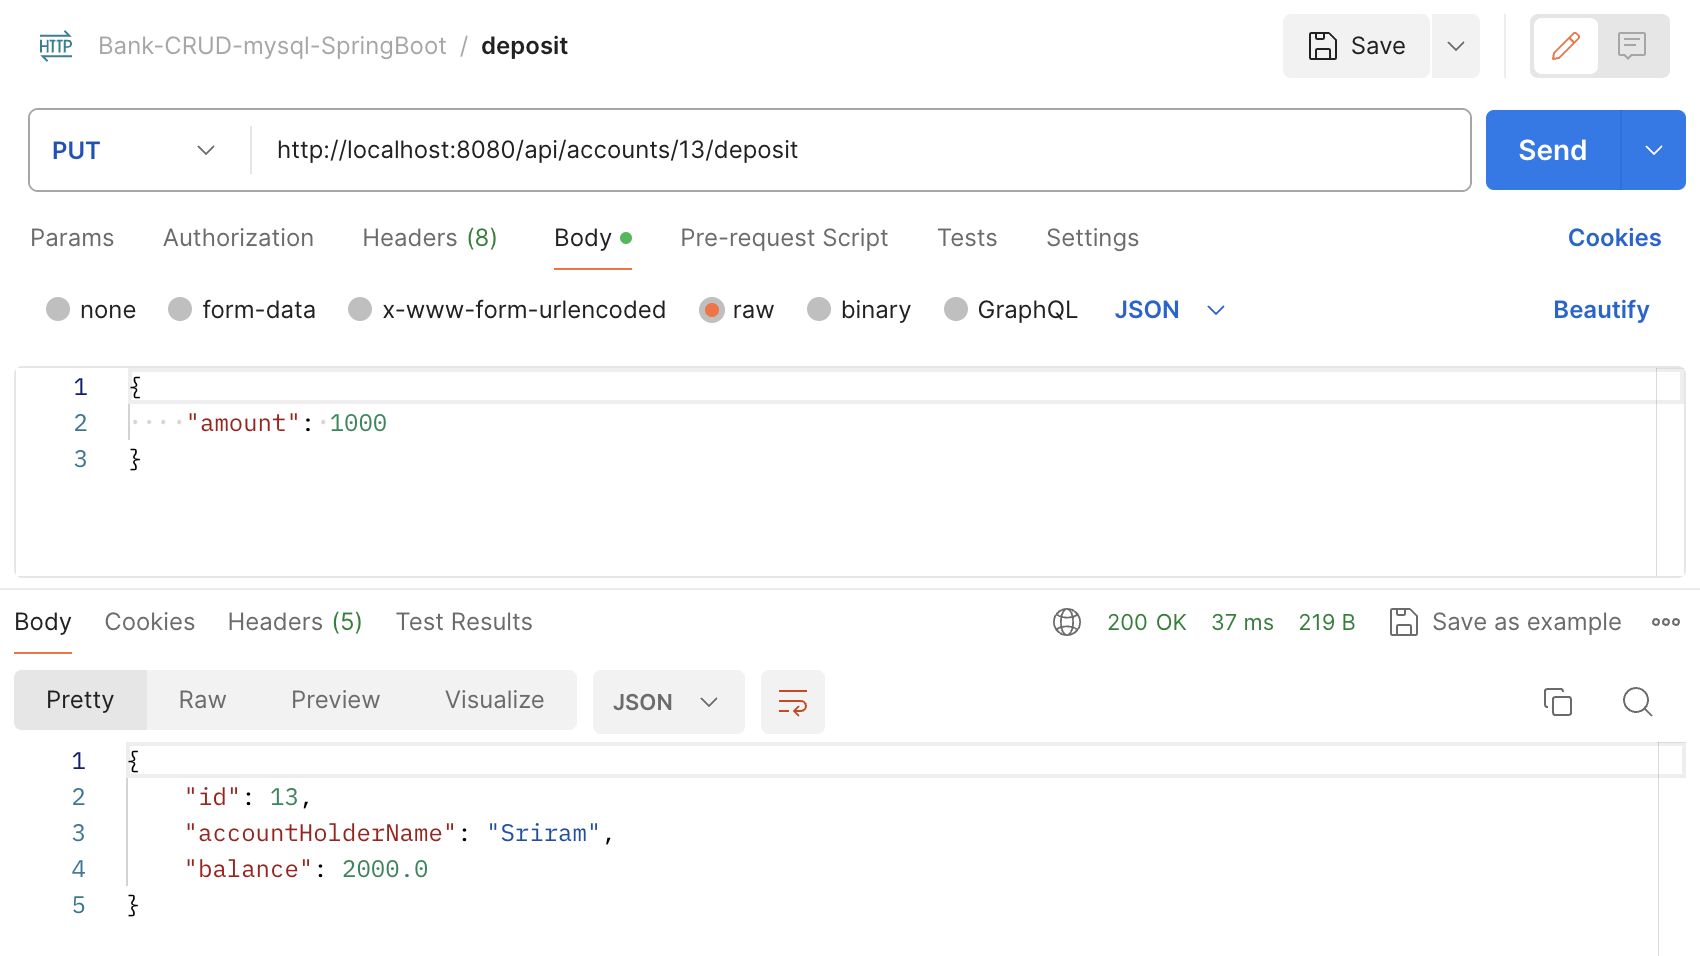 HTTP Bank-CRUD-mysql-SpringBoot / deposit Save
PUT http://localhost:8080/api/accounts/13/deposit Send
Params Authorization Headers (8) Body Pre-request Script Tests Settings Cookies
none form-data x-www-form-urlencoded raw binary GraphQL JSON Beautify
1 {
2 ····"amount":·1000
3 }
Body Cookies Headers (5) Test Results 200 OK 37 ms 219 B Save as example
Pretty Raw Preview Visualize JSON
1 {
2 "id": 13,
3 "accountHolderName": "Sriram",
4 "balance": 2000.0
5 }